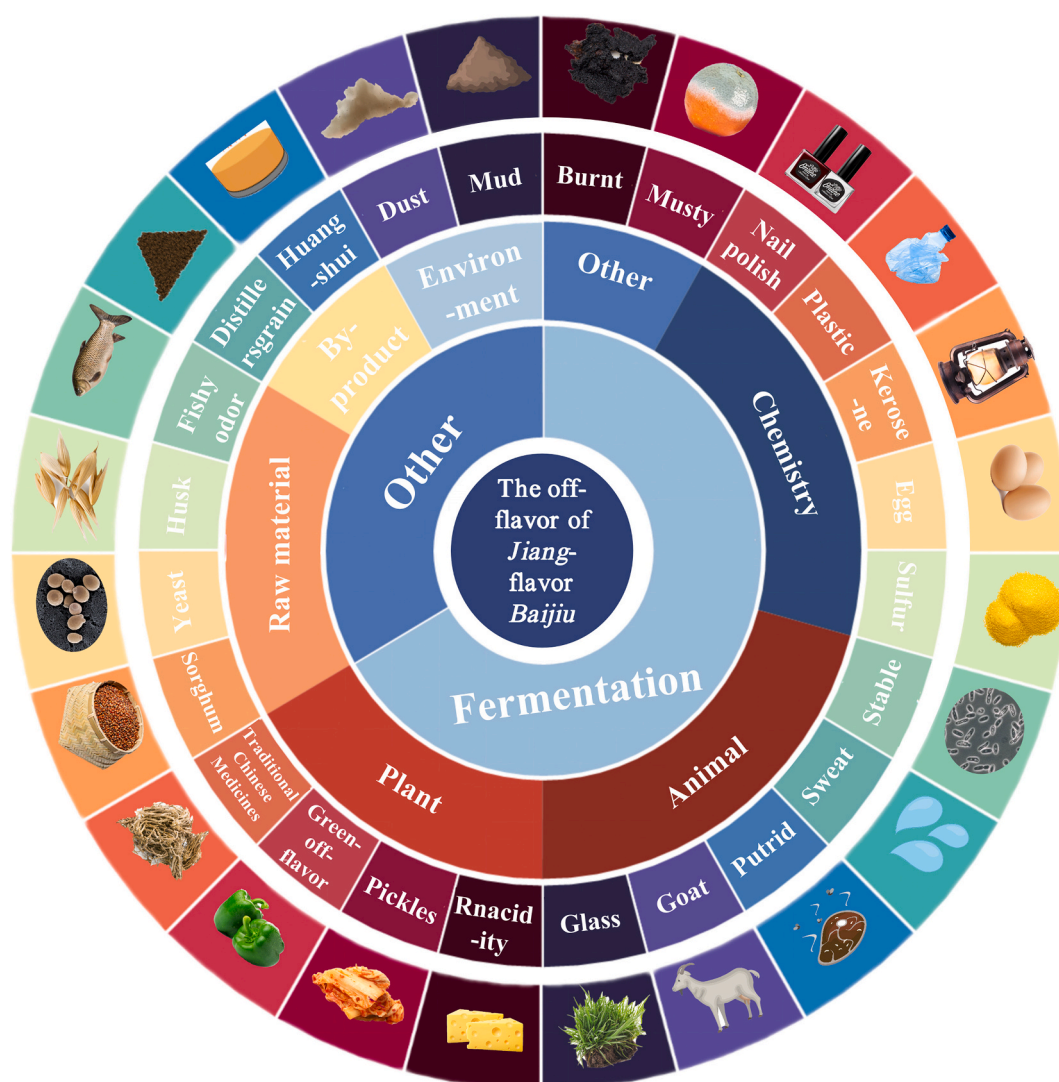 The off-
flavor of
Jiang-
flavor
Baijiu
Fermentation
Other
Other
Chemistry
Animal
Plant
Raw material
By-
product
Environ
-ment
Burnt
Musty
Nail
polish
Plastic
Kerose
-ne
Egg
Sulfur
Stable
Sweat
Putrid
Goat
Glass
Rnacid
-ity
Pickles
Green-
off-
flavor
Traditional
Chinese
Medicines
Sorghum
Yeast
Husk
Fishy
odor
Distille
rsgrain
Huang
-shui
Dust
Mud